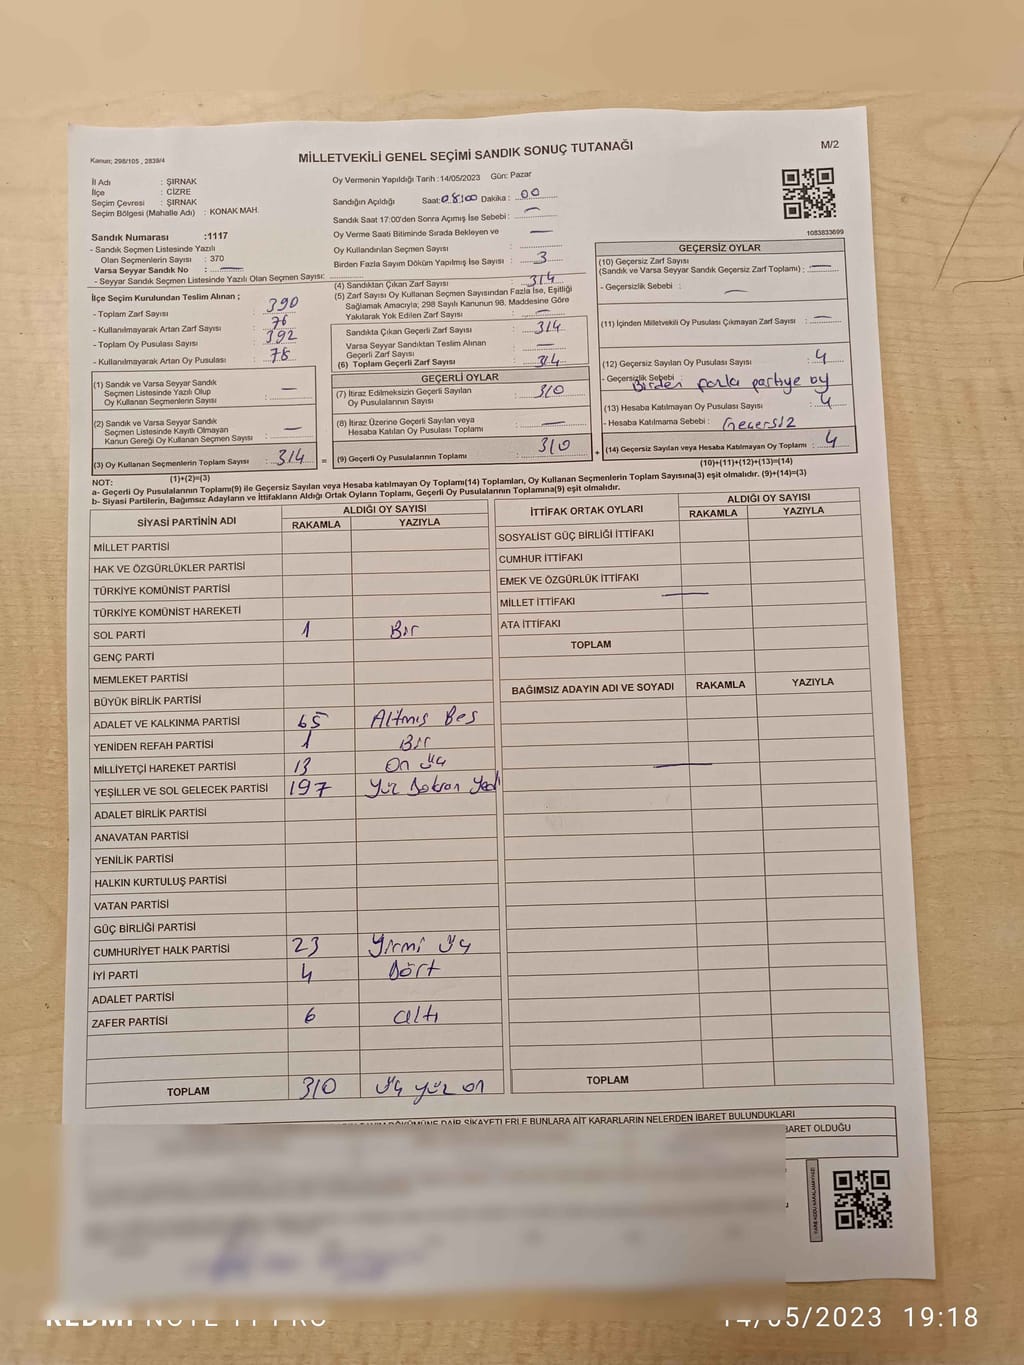 Kanun; 298/105 , 2839/4
MİLLETVEKİLİ GENEL SEÇİMİ SANDIK SONUÇ TUTANAĞI
M/2
İl Adı : ŞIRNAK
İlçe : CİZRE
Seçim Çevresi : ŞIRNAK
Seçim Bölgesi (Mahalle Adı) : KONAK MAH.
Oy Vermenin Yapıldığı Tarih : 14/05/2023 Gün: Pazar
Sandığın Açıldığı Saat: 08:00 Dakika : 00
Sandık Saat 17:00'den Sonra Açımış İse Sebebi : —
Oy Verme Saati Bitiminde Sırada Bekleyen ve —
Oy Kullandırılan Seçmen Sayısı :
Birden Fazla Sayım Döküm Yapılmış İse Sayısı : 3
1083833699
Sandık Numarası :1117
- Sandık Seçmen Listesinde Yazılı
Olan Seçmenlerin Sayısı : 370
Varsa Seyyar Sandık No : —
- Seyyar Sandık Seçmen Listesinde Yazılı Olan Seçmen Sayısı:
İlçe Seçim Kurulundan Teslim Alınan ;
- Toplam Zarf Sayısı : 390
- Kullanılmayarak Artan Zarf Sayısı : 76
- Toplam Oy Pusulası Sayısı : 392
- Kullanılmayarak Artan Oy Pusulası : 78
(1) Sandık ve Varsa Seyyar Sandık
Seçmen Listesinde Yazılı Olup
Oy Kullanan Seçmenlerin Sayısı : —
(2) Sandık ve Varsa Seyyar Sandık
Seçmen Listesinde Kayıtlı Olmayan
Kanun Gereği Oy Kullanan Seçmen Sayısı : —
(3) Oy Kullanan Seçmenlerin Toplam Sayısı : 314 =
(1)+(2)=(3)
(4) Sandıktan Çıkan Zarf Sayısı : 314
(5) Zarf Sayısı Oy Kullanan Seçmen Sayısından Fazla İse, Eşitliği
Sağlamak Amacıyla; 298 Sayılı Kanunun 98. Maddesine Göre
Yakılarak Yok Edilen Zarf Sayısı : —
Sandıkta Çıkan Geçerli Zarf Sayısı : 314
Varsa Seyyar Sandıktan Teslim Alınan
Geçerli Zarf Sayısı : —
(6) Toplam Geçerli Zarf Sayısı : 314
GEÇERLİ OYLAR
(7) İtiraz Edilmeksizin Geçerli Sayılan
Oy Pusulalarının Sayısı : 310
(8) İtiraz Üzerine Geçerli Sayılan veya
Hesaba Katılan Oy Pusulası Toplamı : —
(9) Geçerli Oy Pusulalarının Toplamı : 310 +
GEÇERSİZ OYLAR
(10) Geçersiz Zarf Sayısı
(Sandık ve Varsa Seyyar Sandık Geçersiz Zarf Toplamı) : —
- Geçersizlik Sebebi : —
(11) İçinden Milletvekili Oy Pusulası Çıkmayan Zarf Sayısı : —
(12) Geçersiz Sayılan Oy Pusulası Sayısı : 4
- Geçersizlik Sebebi : Birden fazla partiye oy
(13) Hesaba Katılmayan Oy Pusulası Sayısı : 4
- Hesaba Katılmama Sebebi : Geçersiz
(14) Geçersiz Sayılan veya Hesaba Katılmayan Oy Toplamı : 4
(10)+(11)+(12)+(13)=(14)
NOT:
a- Geçerli Oy Pusulalarının Toplamı(9) ile Geçersiz Sayılan veya Hesaba katılmayan Oy Toplam(14) Toplamları, Oy Kullanan Seçmenlerin Toplam Sayısına(3) eşit olmalıdır. (9)+(14)=(3)
b- Siyasi Partilerin, Bağımsız Adayların ve İttifakların Aldığı Ortak Oyların Toplamı, Geçerli Oy Pusulalarının Toplamına(9) eşit olmalıdır.
SİYASİ PARTİNİN ADI ALDIĞI OY SAYISI
RAKAMLA YAZIYLA
MİLLET PARTİSİ
HAK VE ÖZGÜRLÜKLER PARTİSİ
TÜRKİYE KOMÜNİST PARTİSİ
TÜRKİYE KOMÜNİST HAREKETİ
SOL PARTİ 1 Bir
GENÇ PARTİ
MEMLEKET PARTİSİ
BÜYÜK BİRLİK PARTİSİ
ADALET VE KALKINMA PARTİSİ 65 Altmış Beş
YENİDEN REFAH PARTİSİ 1 Bir
MİLLİYETÇİ HAREKET PARTİSİ 13 On üç
YEŞİLLER VE SOL GELECEK PARTİSİ 197 Yüz Doksan Yedi
ADALET BİRLİK PARTİSİ
ANAVATAN PARTİSİ
YENİLİK PARTİSİ
HALKIN KURTULUŞ PARTİSİ
VATAN PARTİSİ
GÜÇ BİRLİĞİ PARTİSİ
CUMHURİYET HALK PARTİSİ 23 Yirmi üç
İYİ PARTİ 4 Dört
ADALET PARTİSİ
ZAFER PARTİSİ 6 altı
TOPLAM 310 üç yüz on
İTTİFAK ORTAK OYLARI ALDIĞI OY SAYISI
RAKAMLA YAZIYLA
SOSYALİST GÜÇ BİRLİĞİ İTTİFAKI
CUMHUR İTTİFAKI
EMEK VE ÖZGÜRLÜK İTTİFAKI
MİLLET İTTİFAKI —
ATA İTTİFAKI
TOPLAM
BAĞIMSIZ ADAYIN ADI VE SOYADI RAKAMLA YAZIYLA
—
TOPLAM
DÖKÜMÜNE DAİR ŞİKAYETLERLE BUNLARA AİT KARARLARIN NELERDEN İBARET BULUNDUKLARI
İBARET OLDUĞU
REDMI NOTE 11 PRO
14/05/2023 19:18